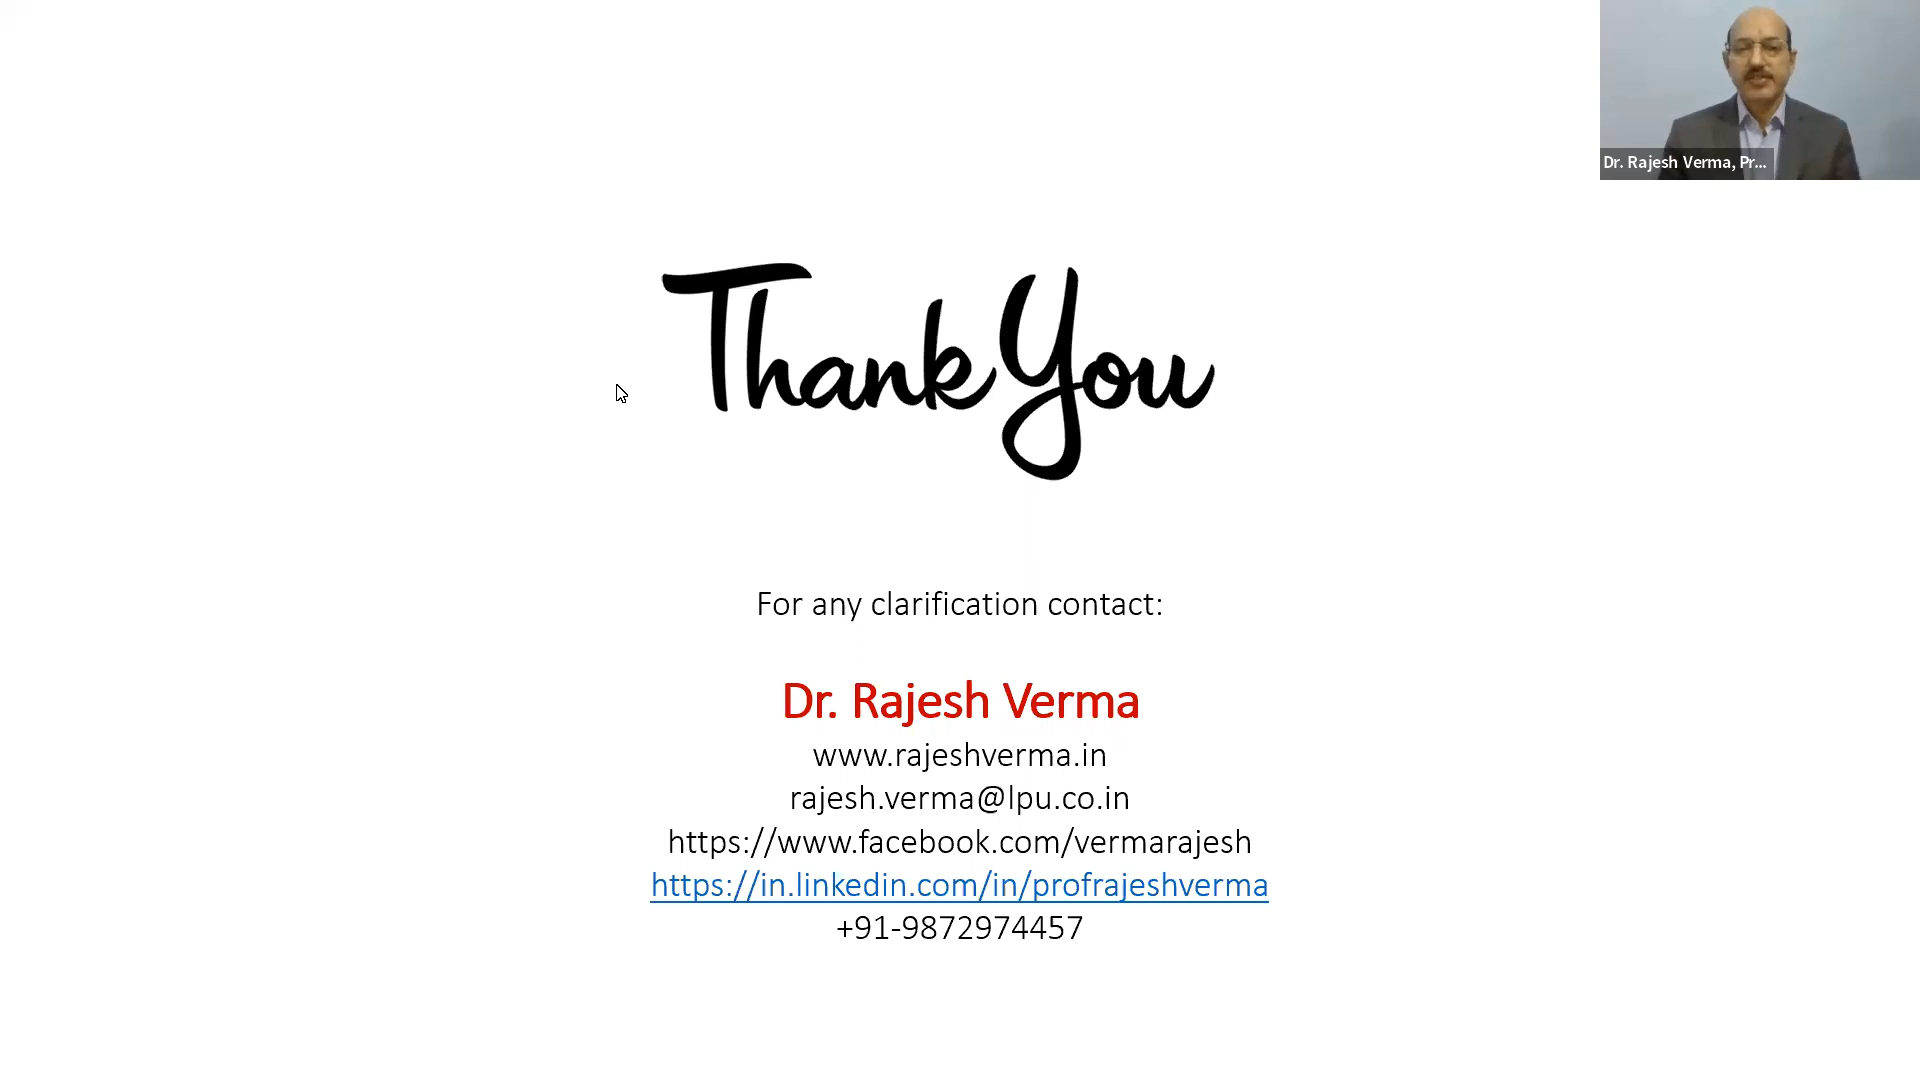 Dr. Rajesh Verma, Pr...
Thank You
For any clarification contact:
Dr. Rajesh Verma
www.rajeshverma.in
rajesh.verma@lpu.co.in
https://www.facebook.com/vermarajesh
https://in.linkedin.com/in/profrajeshverma
+91-9872974457